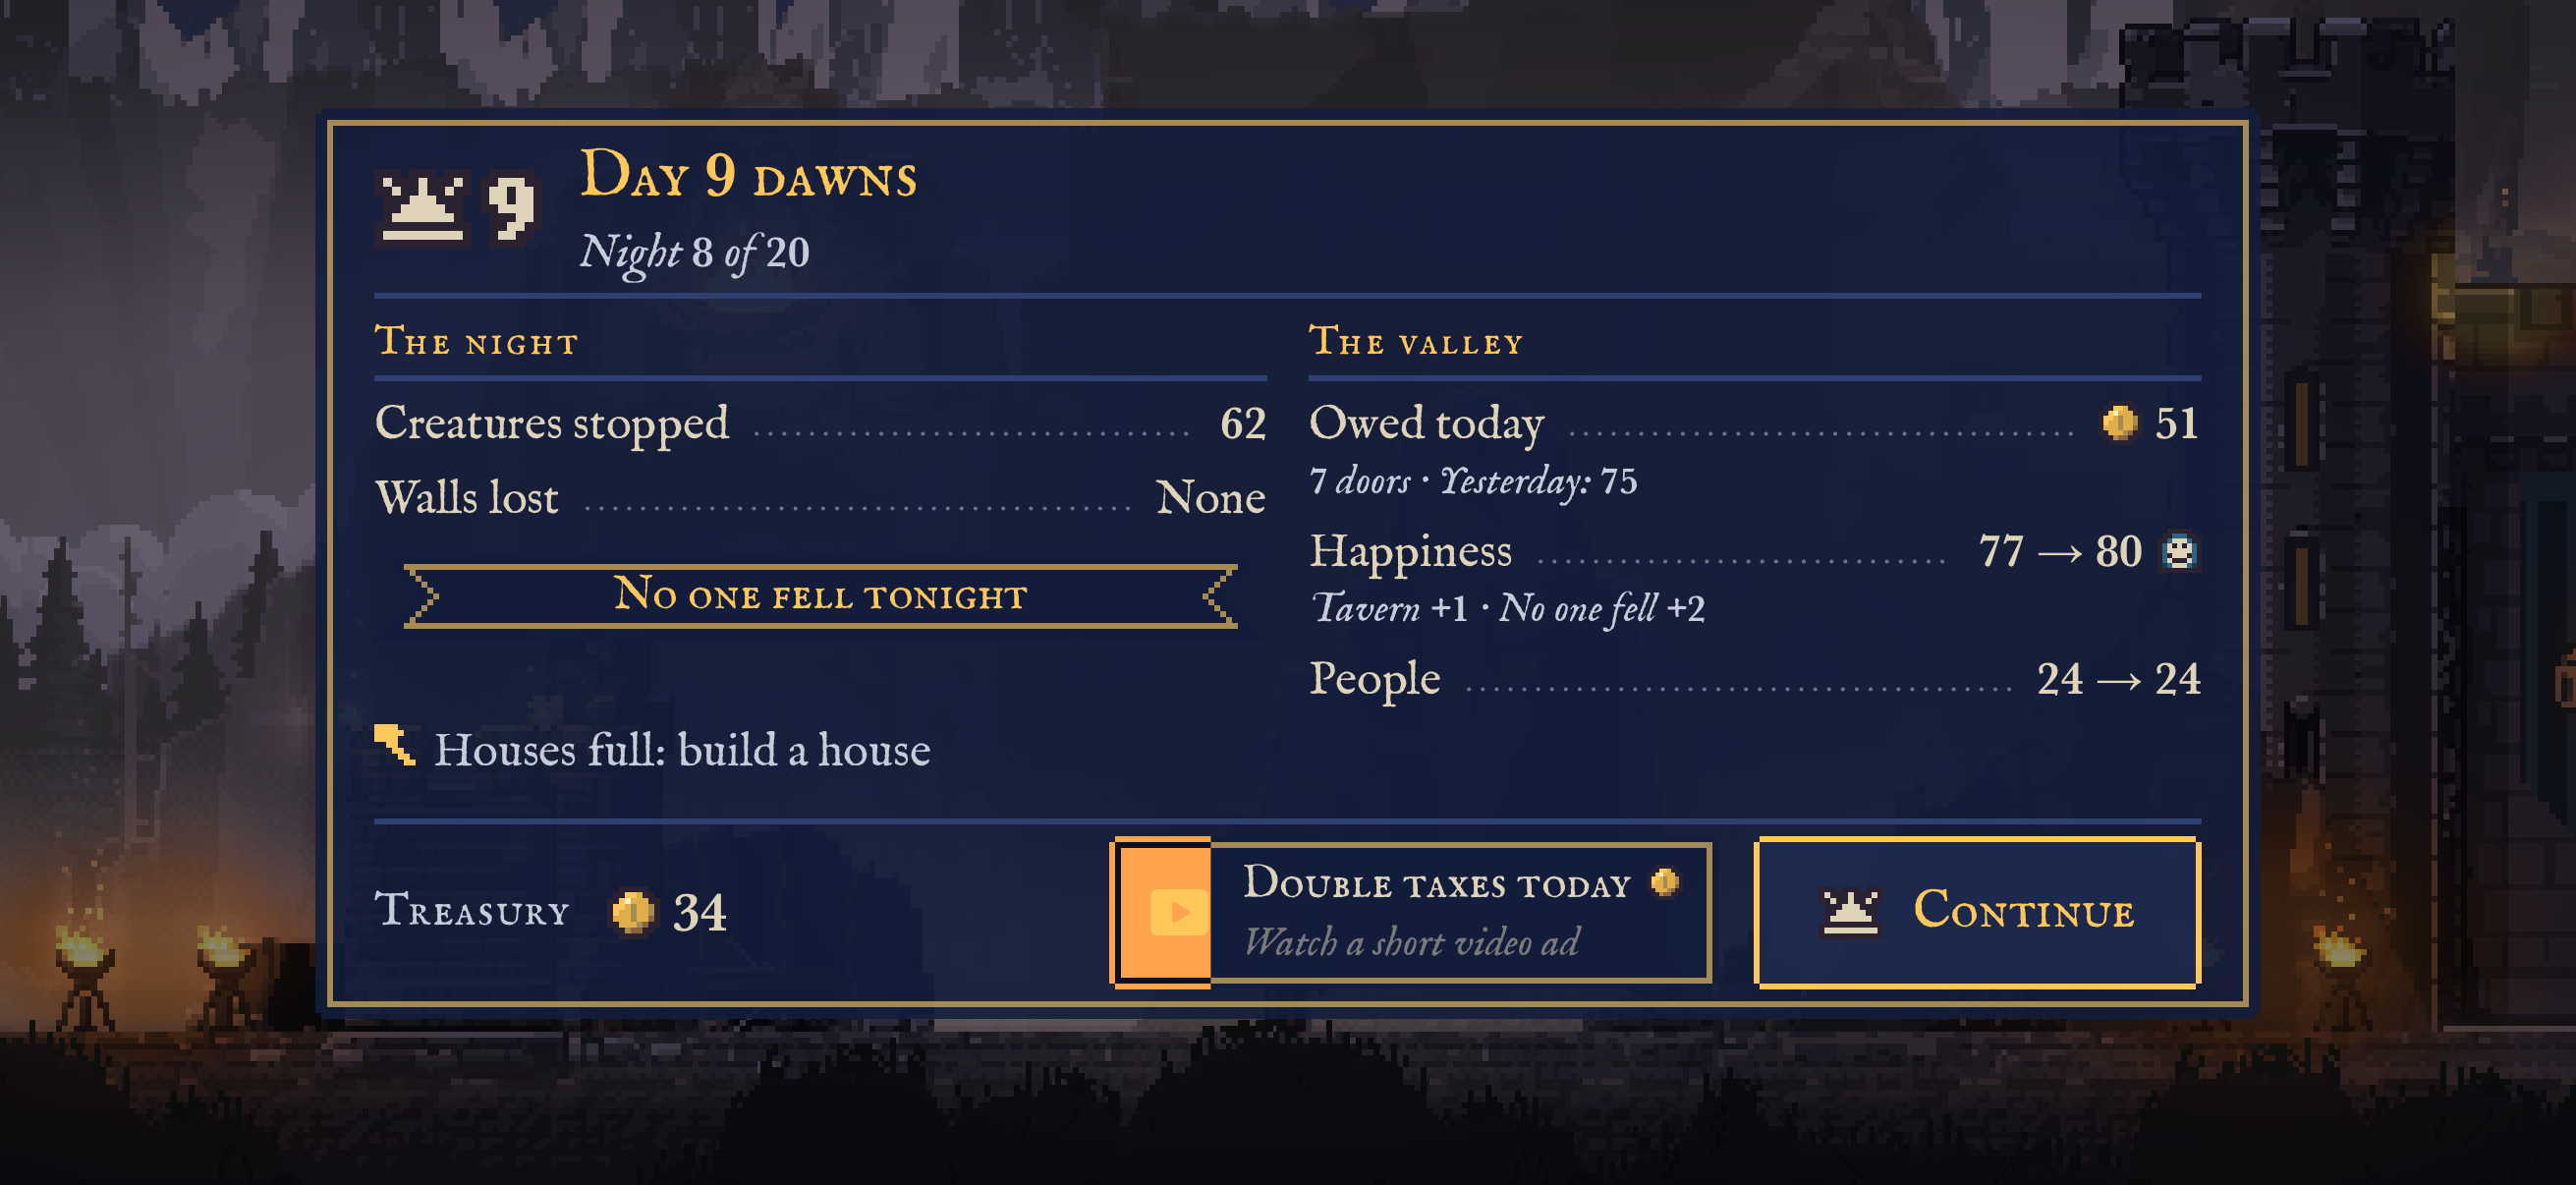 9
Day 9 dawns
Night 8 of 20
The night
Creatures stopped 62
Walls lost None
No one fell tonight
Houses full: build a house
The valley
Owed today 51
7 doors · Yesterday: 75
Happiness 77 → 80
Tavern +1 · No one fell +2
People 24 → 24
Treasury 34
Double taxes today
Watch a short video ad
Continue